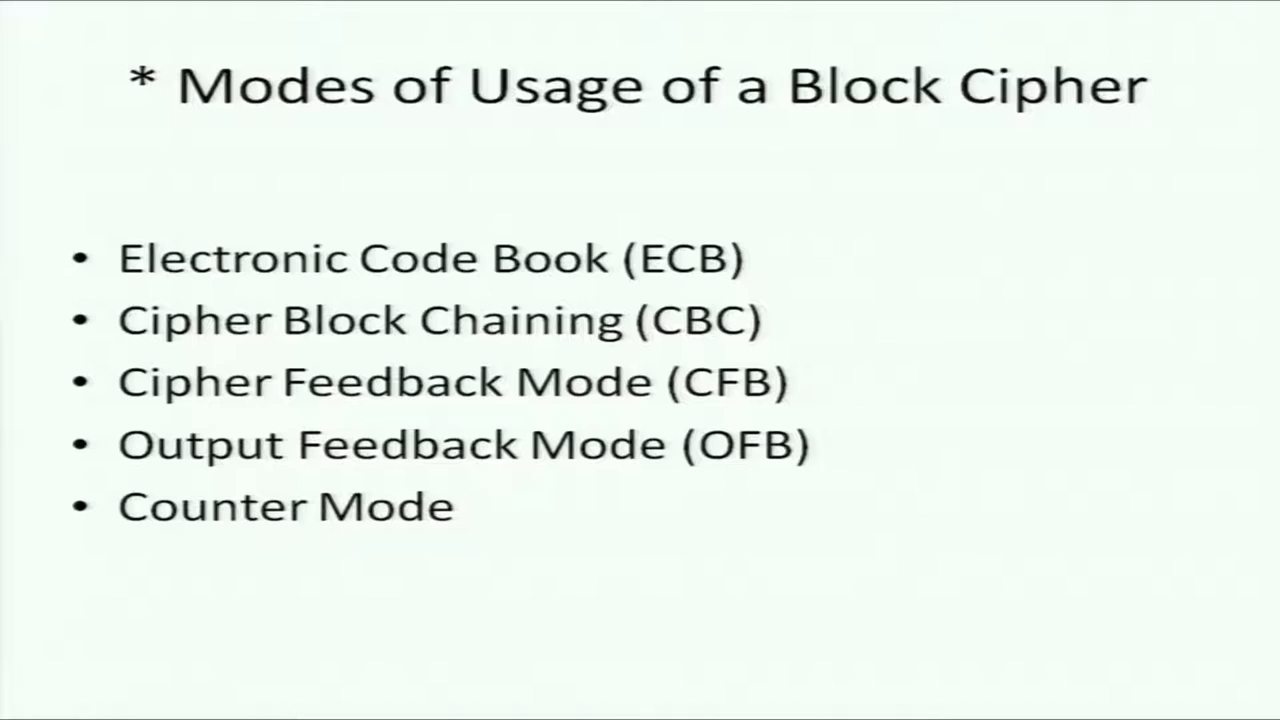 * Modes of Usage of a Block Cipher
• Electronic Code Book (ECB)
• Cipher Block Chaining (CBC)
• Cipher Feedback Mode (CFB)
• Output Feedback Mode (OFB)
• Counter Mode